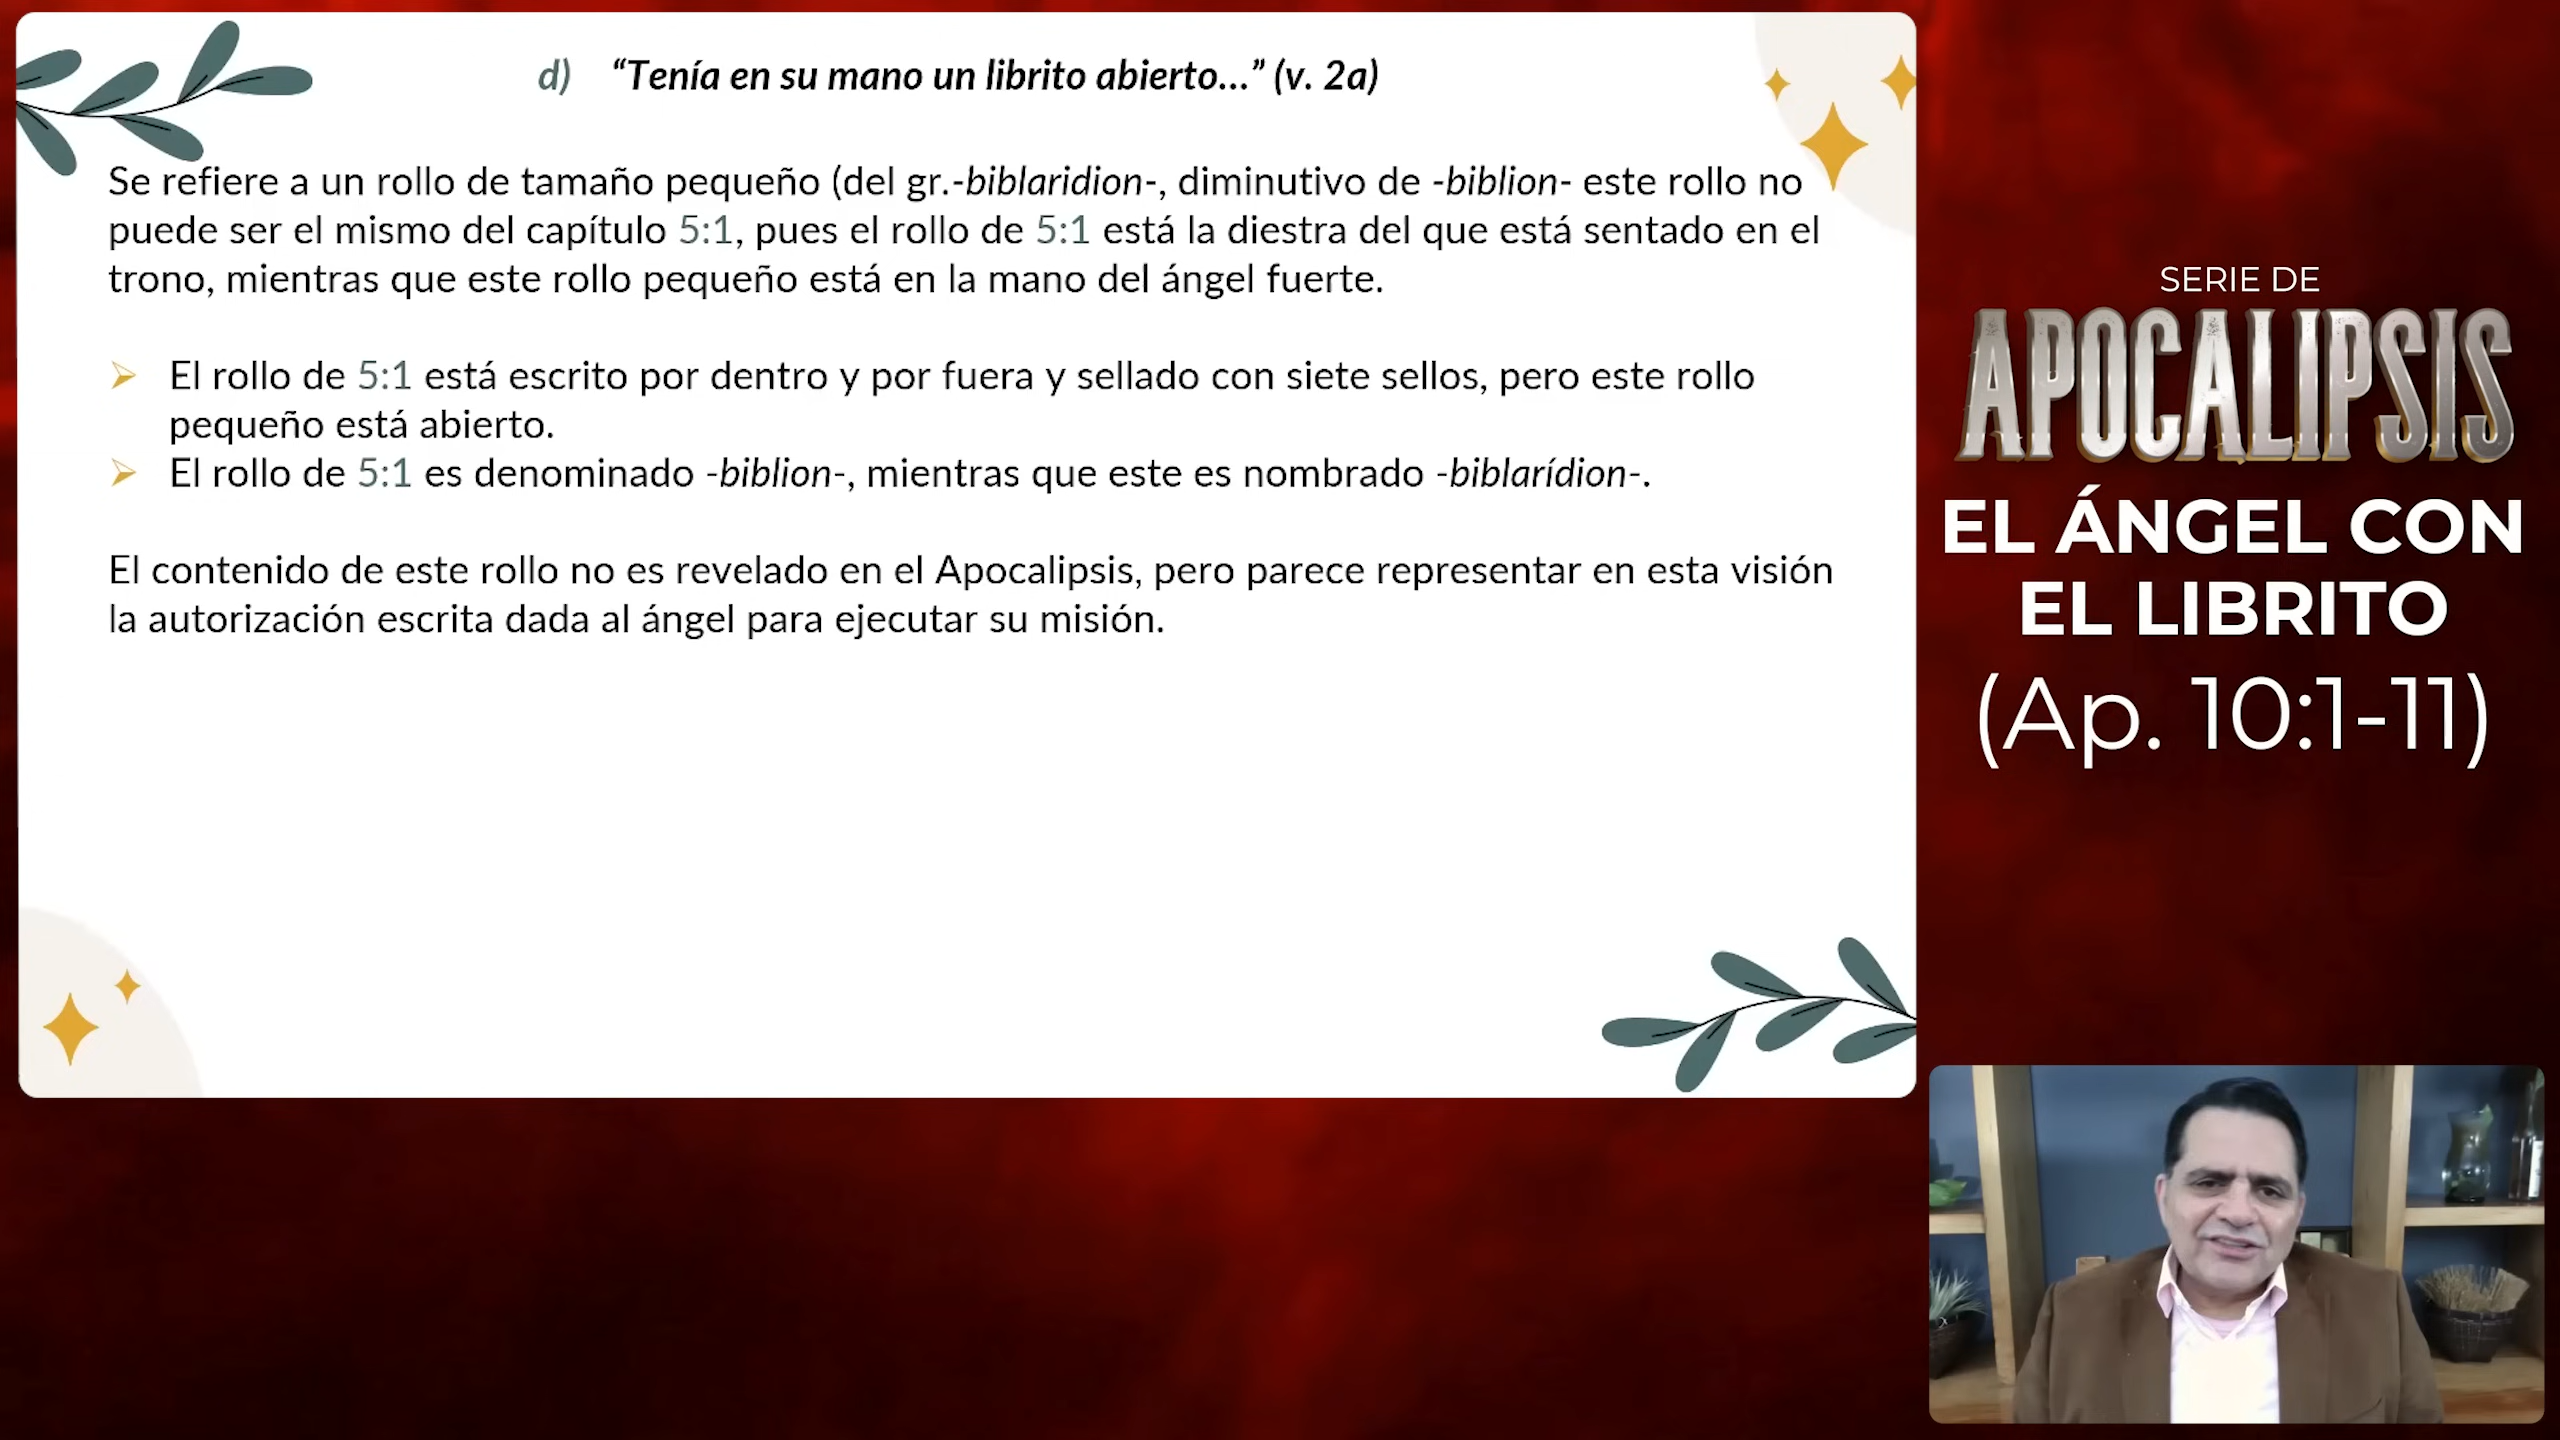 d) “Tenía en su mano un librito abierto...” (v. 2a)
Se refiere a un rollo de tamaño pequeño (del gr.-biblaridion-, diminutivo de -biblion- este rollo no
puede ser el mismo del capítulo 5:1, pues el rollo de 5:1 está la diestra del que está sentado en el
trono, mientras que este rollo pequeño está en la mano del ángel fuerte.
El rollo de 5:1 está escrito por dentro y por fuera y sellado con siete sellos, pero este rollo
pequeño está abierto.
El rollo de 5:1 es denominado -biblion-, mientras que este es nombrado -biblarídion-.
El contenido de este rollo no es revelado en el Apocalipsis, pero parece representar en esta visión
la autorización escrita dada al ángel para ejecutar su misión.
SERIE DE
APOCALIPSIS
EL ÁNGEL CON
EL LIBRITO
(Ap. 10:1-11)